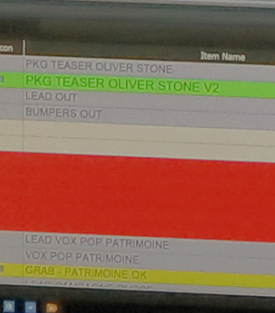 con
Item Name
PKG TEASER OLIVER STONE
PKG TEASER OLIVER STONE V2
LEAD OUT
BUMPERS OUT
LEAD VOX POP PATRIMOINE
VOX POP PATRIMOINE
GRAB - PATRIMOINE OK